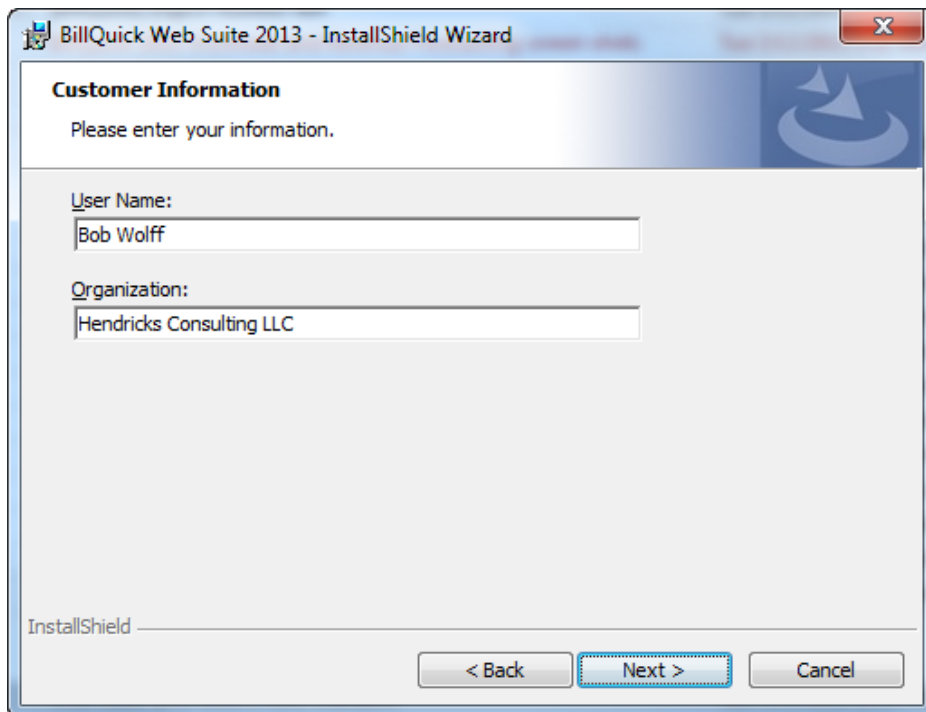 BillQuick Web Suite 2013 - InstallShield Wizard
Customer Information
Please enter your information.
User Name:
Bob Wolff
Organization:
Hendricks Consulting LLC
InstallShield
< Back Next > Cancel